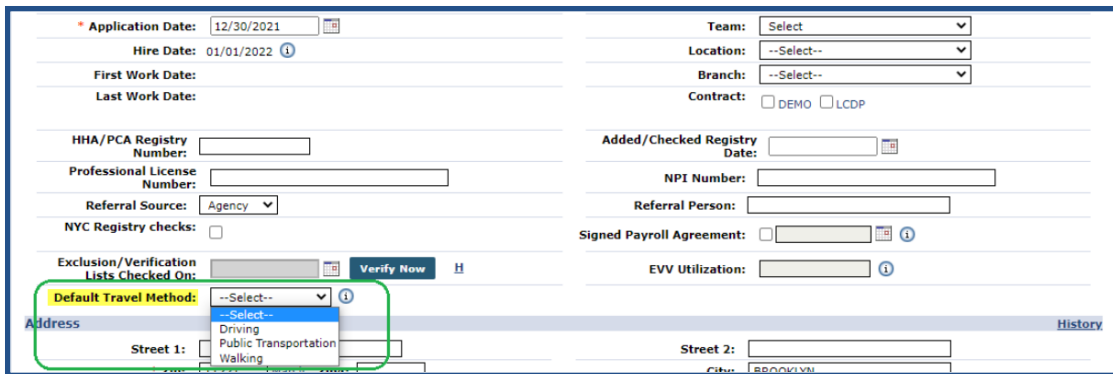 * Application Date: 12/30/2021
Team: Select
Hire Date: 01/01/2022
Location: --Select--
First Work Date:
Branch: --Select--
Last Work Date:
Contract: DEMO LCDP
HHA/PCA Registry
Number:
Added/Checked Registry
Date:
Professional License
Number:
NPI Number:
Referral Source: Agency
Referral Person:
NYC Registry checks:
Signed Payroll Agreement:
Exclusion/Verification
Lists Checked On:
Verify Now H
EVV Utilization:
Default Travel Method: --Select--
--Select--
Driving
Public Transportation
Walking
Address
History
Street 1:
Street 2:
City: BROOKLYN